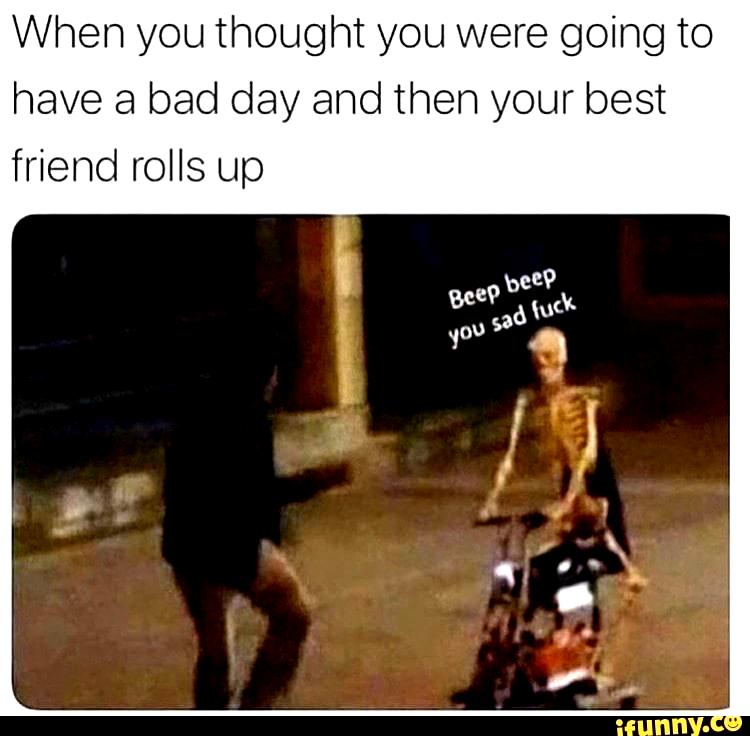 When you thought you were going to
have a bad day and then your best
friend rolls up
Beep beep
you sad fuck
ifunny.co